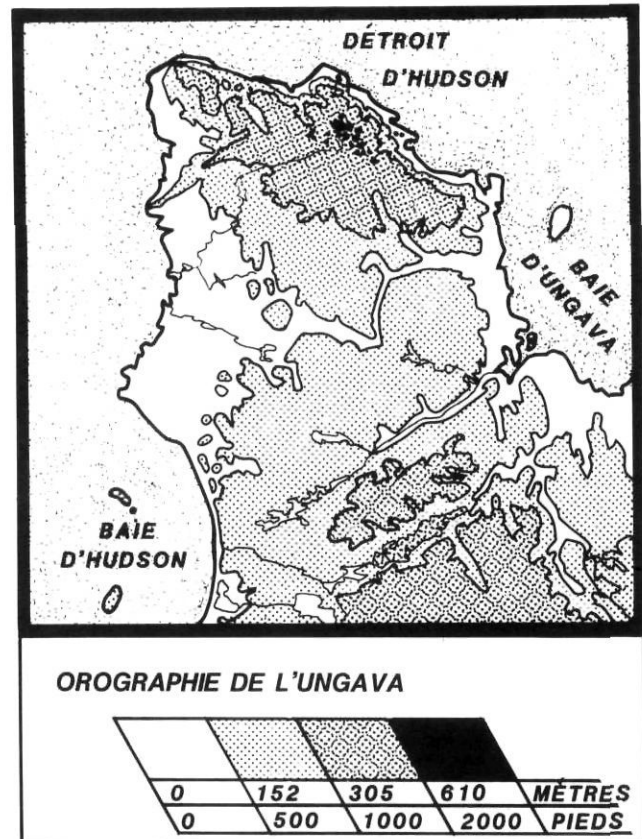 DÉTROIT
D'HUDSON
BAIE
D'UNGAVA
BAIE
D'HUDSON
OROGRAPHIE DE L'UNGAVA
0 152 305 610 MÈTRES
0 500 1000 2000 PIEDS